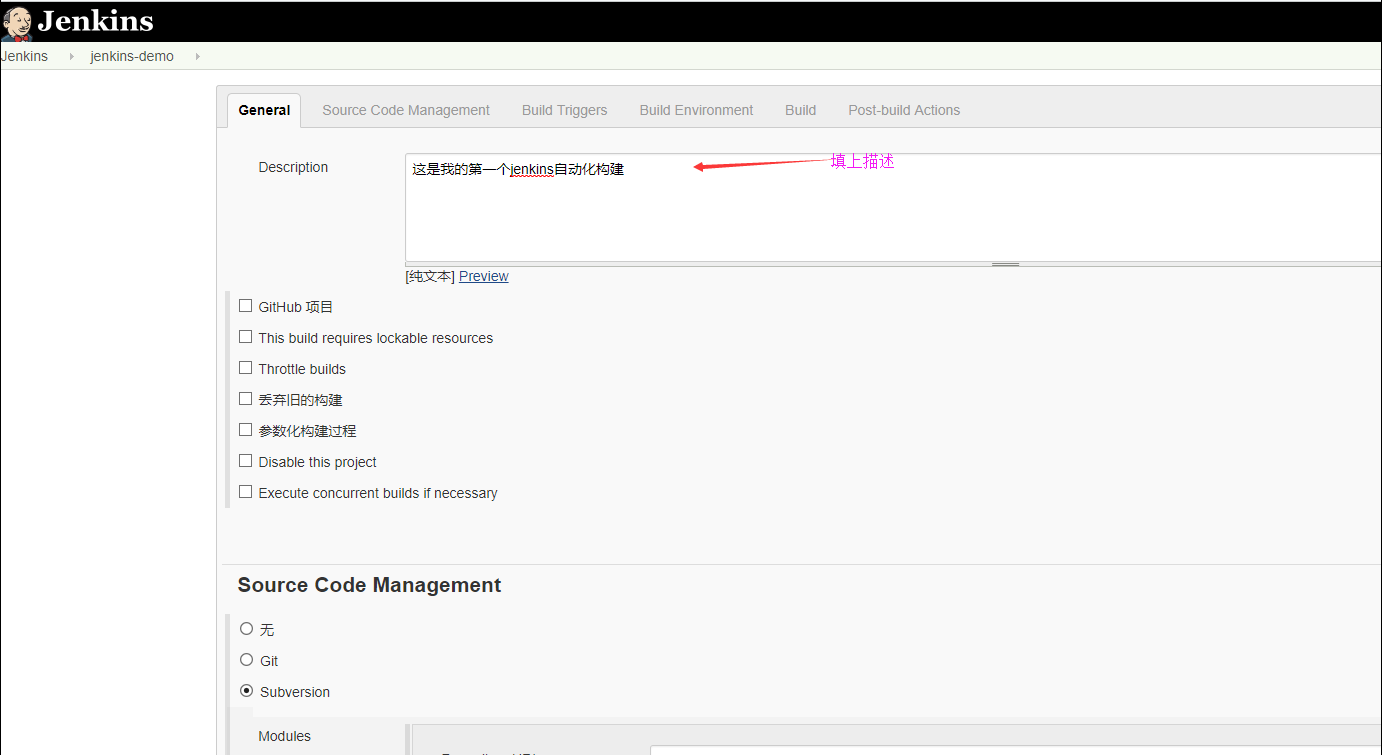 Jenkins
Jenkins jenkins-demo
General Source Code Management Build Triggers Build Environment Build Post-build Actions
Description
这是我的第一个jenkins自动化构建
填上描述
[纯文本] Preview
GitHub 项目
This build requires lockable resources
Throttle builds
丢弃旧的构建
参数化构建过程
Disable this project
Execute concurrent builds if necessary
Source Code Management
无
Git
Subversion
Modules